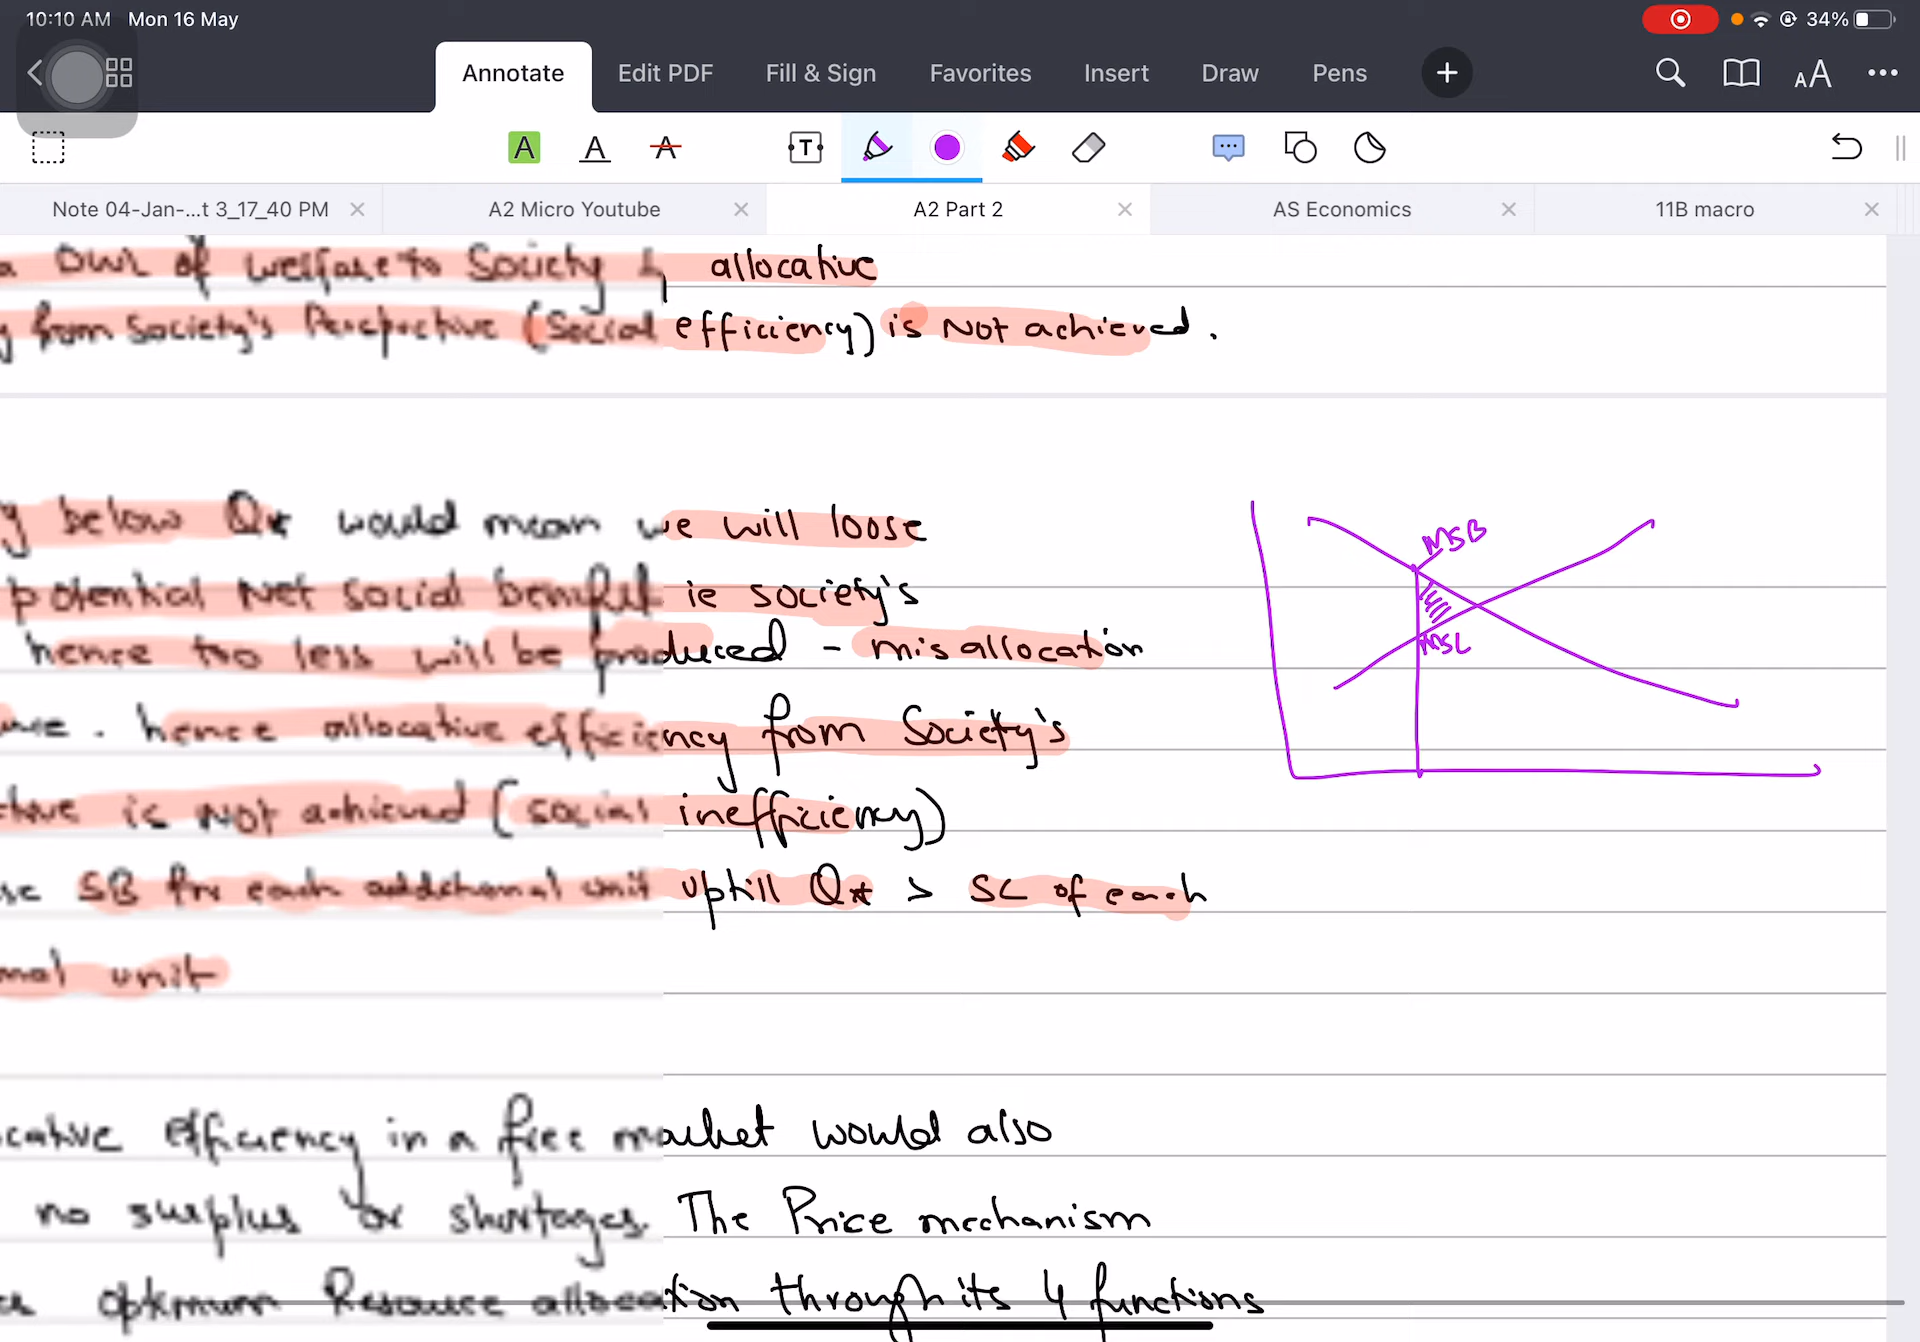 10:10 AM Mon 16 May
34%
Annotate Edit PDF Fill & Sign Favorites Insert Draw Pens
Note 04-Jan-...t 3_17_40 PM
A2 Micro Youtube
A2 Part 2
AS Economics
11B macro
a DWL of welfare to Society & allocative
y from Society's Perspective (Social efficiency) is Not achieved.
y below Q* would mean we will loose
potential Net social benefit ie society's
hence too less will be produced - misallocation
hence allocative efficiency from Society's
is Not achieved (social inefficiency)
SB for each additional unit uptill Q* > SC of each
nal unit
MSB
MSC
cative efficiency in a free market would also
no surplus or shortages. The Price mechanism
optimum Resource allocation through its 4 functions